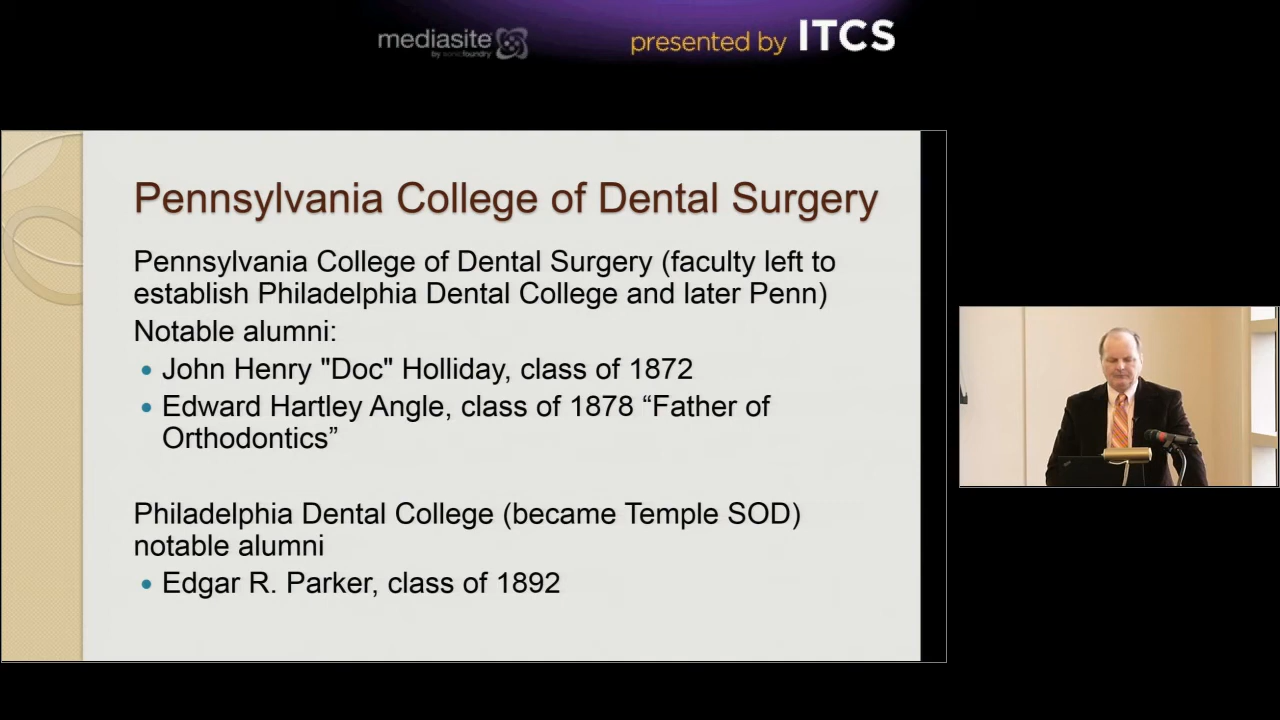 mediasite
by sonicfoundry
presented by ITCS
Pennsylvania College of Dental Surgery
Pennsylvania College of Dental Surgery (faculty left to
establish Philadelphia Dental College and later Penn)
Notable alumni:
• John Henry "Doc" Holliday, class of 1872
• Edward Hartley Angle, class of 1878 “Father of
Orthodontics”
Philadelphia Dental College (became Temple SOD)
notable alumni
• Edgar R. Parker, class of 1892